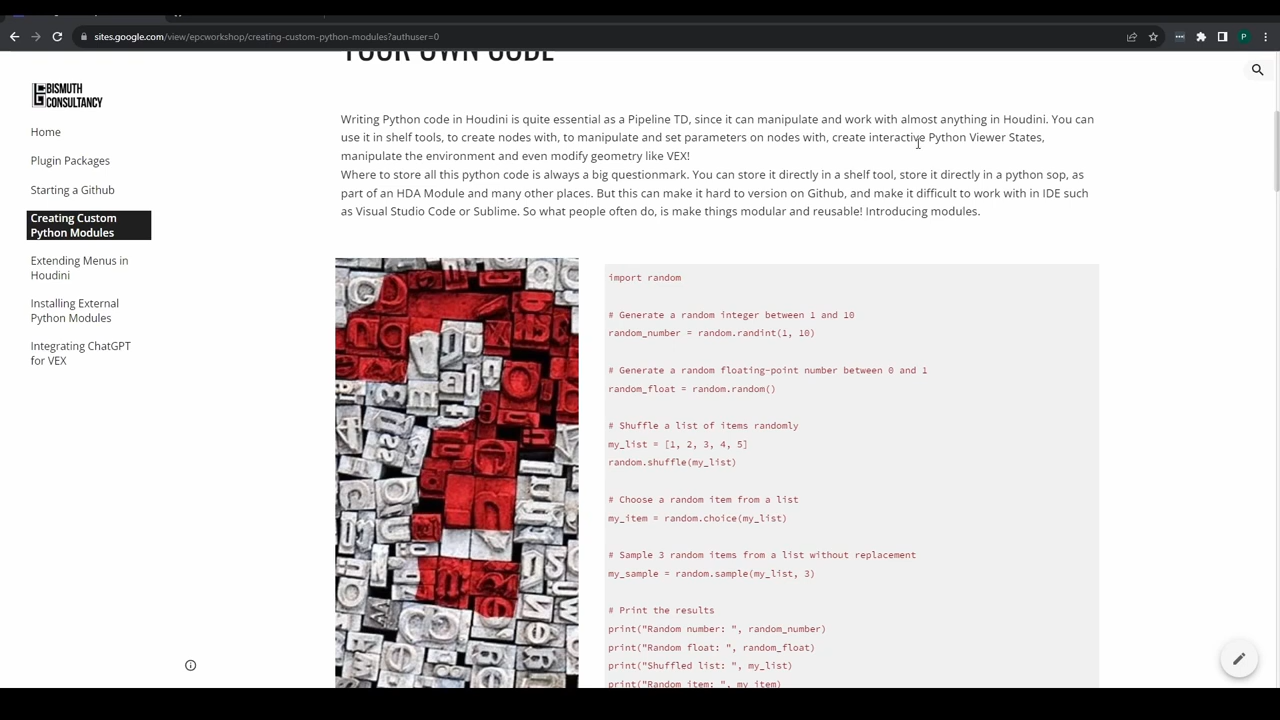 sites.google.com/view/epcworkshop/creating-custom-python-modules?authuser=0
P
YOUR OWN CODE
BISMUTH
CONSULTANCY
Home
Plugin Packages
Starting a Github
Creating Custom
Python Modules
Extending Menus in
Houdini
Installing External
Python Modules
Integrating ChatGPT
for VEX
Writing Python code in Houdini is quite essential as a Pipeline TD, since it can manipulate and work with almost anything in Houdini. You can
use it in shelf tools, to create nodes with, to manipulate and set parameters on nodes with, create interactive Python Viewer States,
manipulate the environment and even modify geometry like VEX!
Where to store all this python code is always a big questionmark. You can store it directly in a shelf tool, store it directly in a python sop, as
part of an HDA Module and many other places. But this can make it hard to version on Github, and make it difficult to work with in IDE such
as Visual Studio Code or Sublime. So what people often do, is make things modular and reusable! Introducing modules.
import random
# Generate a random integer between 1 and 10
random_number = random.randint(1, 10)
# Generate a random floating-point number between 0 and 1
random_float = random.random()
# Shuffle a list of items randomly
my_list = [1, 2, 3, 4, 5]
random.shuffle(my_list)
# Choose a random item from a list
my_item = random.choice(my_list)
# Sample 3 random items from a list without replacement
my_sample = random.sample(my_list, 3)
# Print the results
print("Random number: ", random_number)
print("Random float: ", random_float)
print("Shuffled list: ", my_list)
print("Random item: ", my_item)